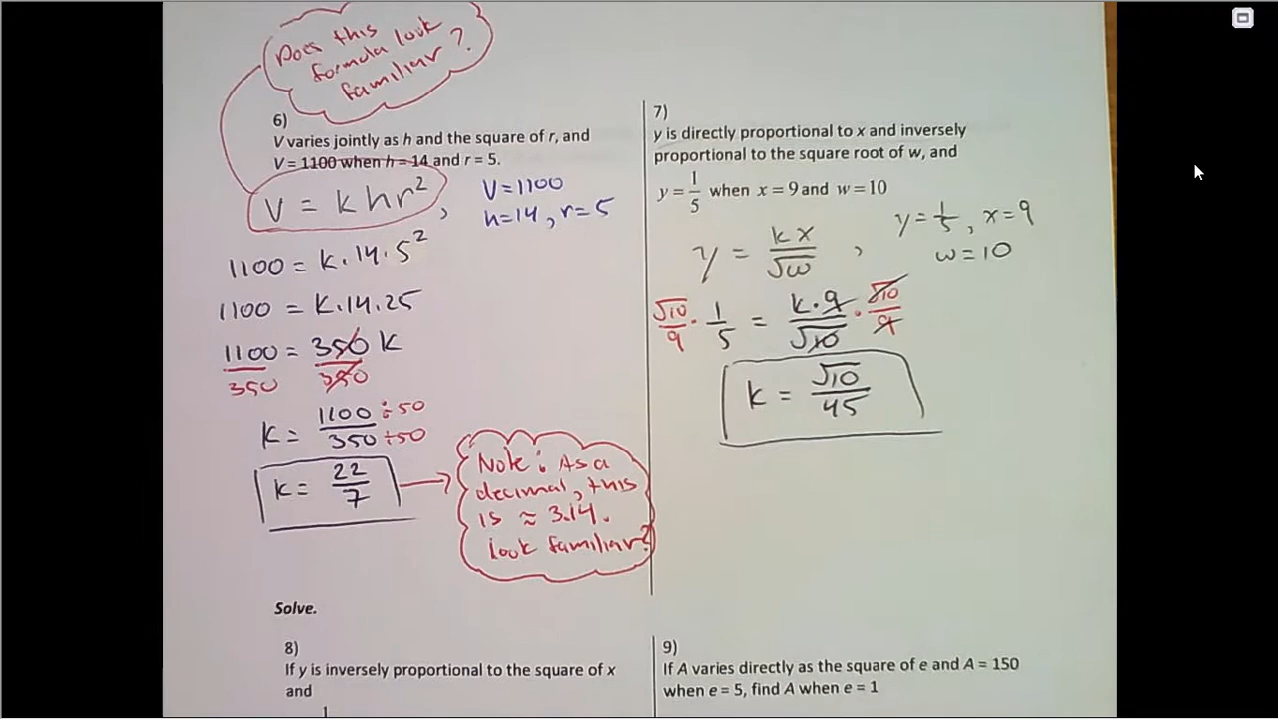 Does this
formula look
familiar?
6)
V varies jointly as h and the square of r, and
V = 1100 when h = 14 and r = 5.
V = k h r²,
V = 1100
h = 14, r = 5
1100 = k · 14 · 5²
1100 = k · 14 · 25
1100 = 350 k
350 350
k = 1100 ÷ 50
350 ÷ 50
k = 22
7
Note: As a
decimal, this
is ≈ 3.14.
look familiar?
7)
y is directly proportional to x and inversely
proportional to the square root of w, and
y = 1/5 when x = 9 and w = 10
y = kx/√w ,
y = 1/5, x = 9
w = 10
√10/9 · 1/5 = k·9/√10 · √10/9
k = √10/45
Solve.
8)
If y is inversely proportional to the square of x
and
1
9)
If A varies directly as the square of e and A = 150
when e = 5, find A when e = 1